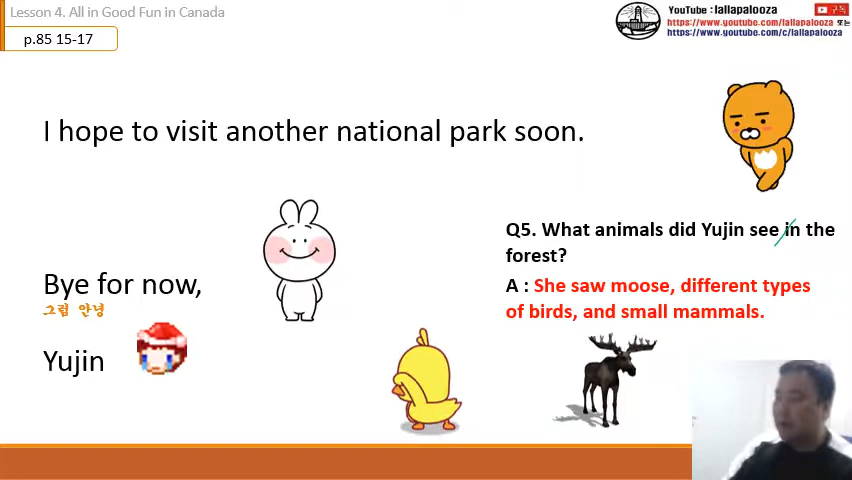 Lesson 4. All in Good Fun in Canada
p.85 15-17
YouTube : lallapalooza
구독
https://www.youtube.com/lallapalooza 또는
https://www.youtube.com/c/lallapalooza
I hope to visit another national park soon.
Q5. What animals did Yujin see in the
forest?
A : She saw moose, different types
of birds, and small mammals.
Bye for now,
그럼 안녕
Yujin